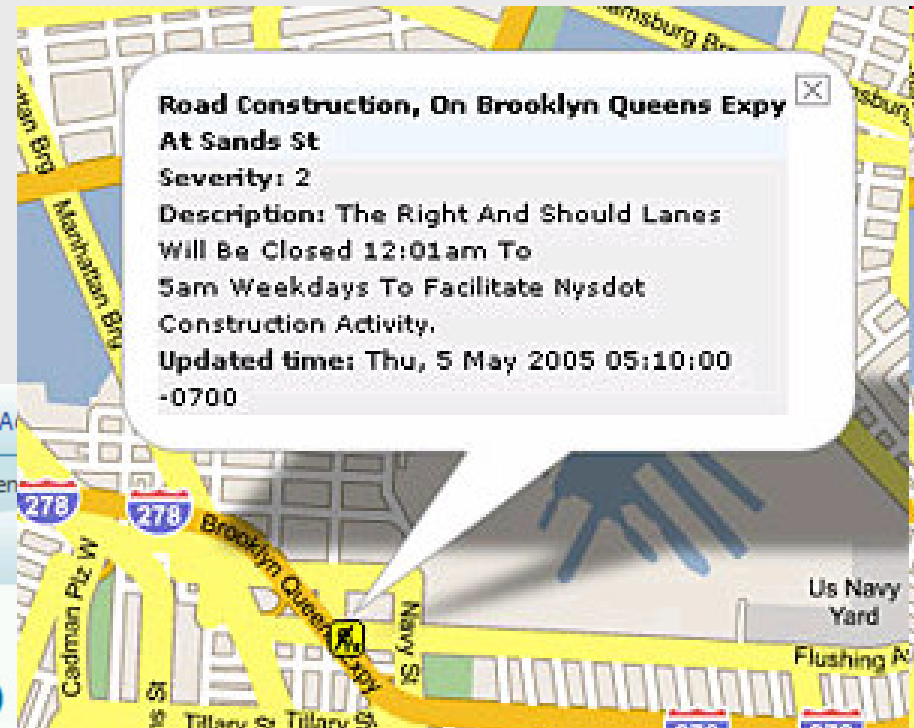 Road Construction, On Brooklyn Queens Expy
At Sands St
Severity: 2
Description: The Right And Should Lanes
Will Be Closed 12:01am To
5am Weekdays To Facilitate Nysdot
Construction Activity.
Updated time: Thu, 5 May 2005 05:10:00
-0700
Manhattan Brg
278
278
Brooklyn Queens Expy
Cadman Plz W
Navy St
Us Navy
Yard
Flushing
Tillary St
Tillary St